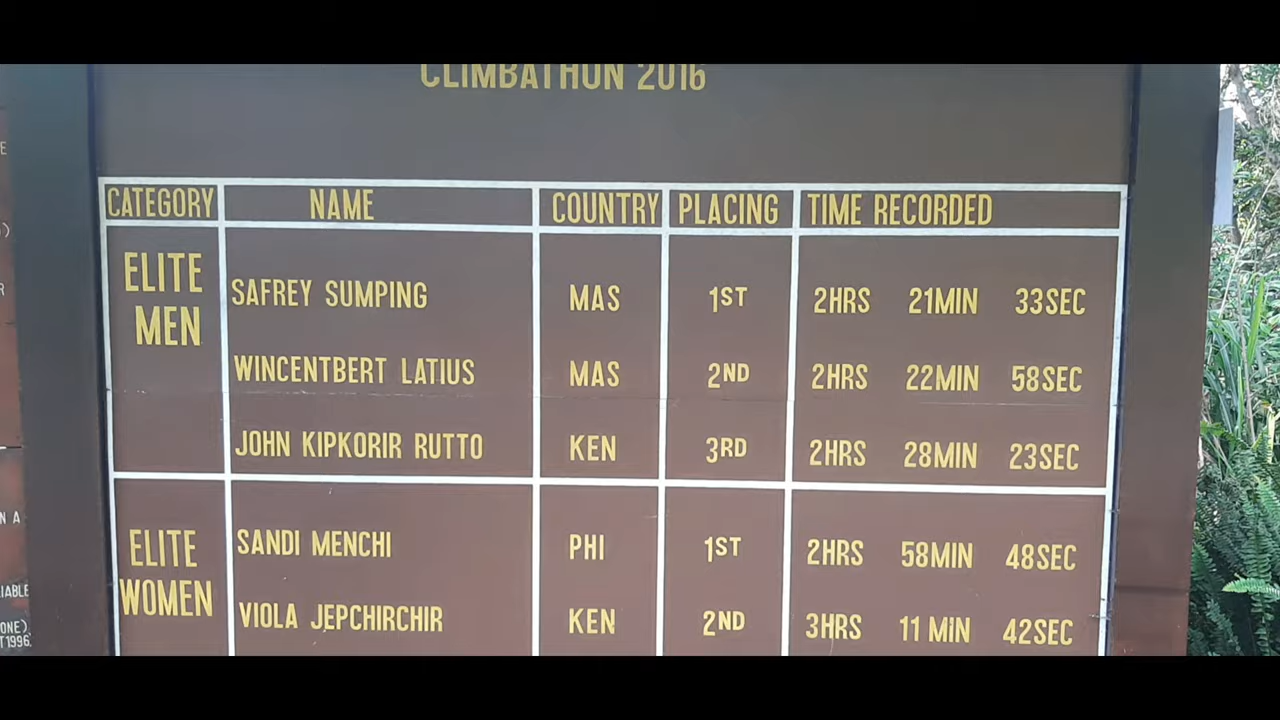 CLIMBATHON 2016
CATEGORY NAME COUNTRY PLACING TIME RECORDED
ELITE MEN
SAFREY SUMPING MAS 1ST 2HRS 21MIN 33SEC
WINCENTBERT LATIUS MAS 2ND 2HRS 22MIN 58SEC
JOHN KIPKORIR RUTTO KEN 3RD 2HRS 28MIN 23SEC
ELITE WOMEN
SANDI MENCHI PHI 1ST 2HRS 58MIN 48SEC
VIOLA JEPCHIRCHIR KEN 2ND 3HRS 11 MIN 42SEC